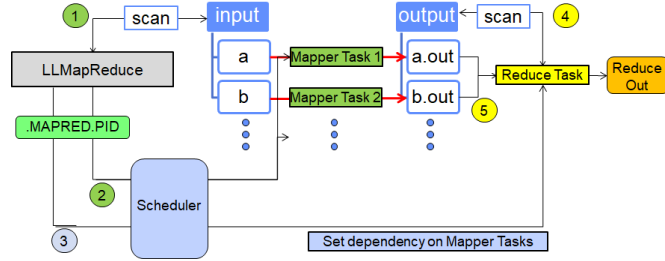 1
scan
input
output
scan
4
LLMapReduce
a
Mapper Task 1
a.out
Reduce Task
Reduce
Out
b
Mapper Task 2
b.out
5
.MAPRED.PID
2
Scheduler
3
Set dependency on Mapper Tasks